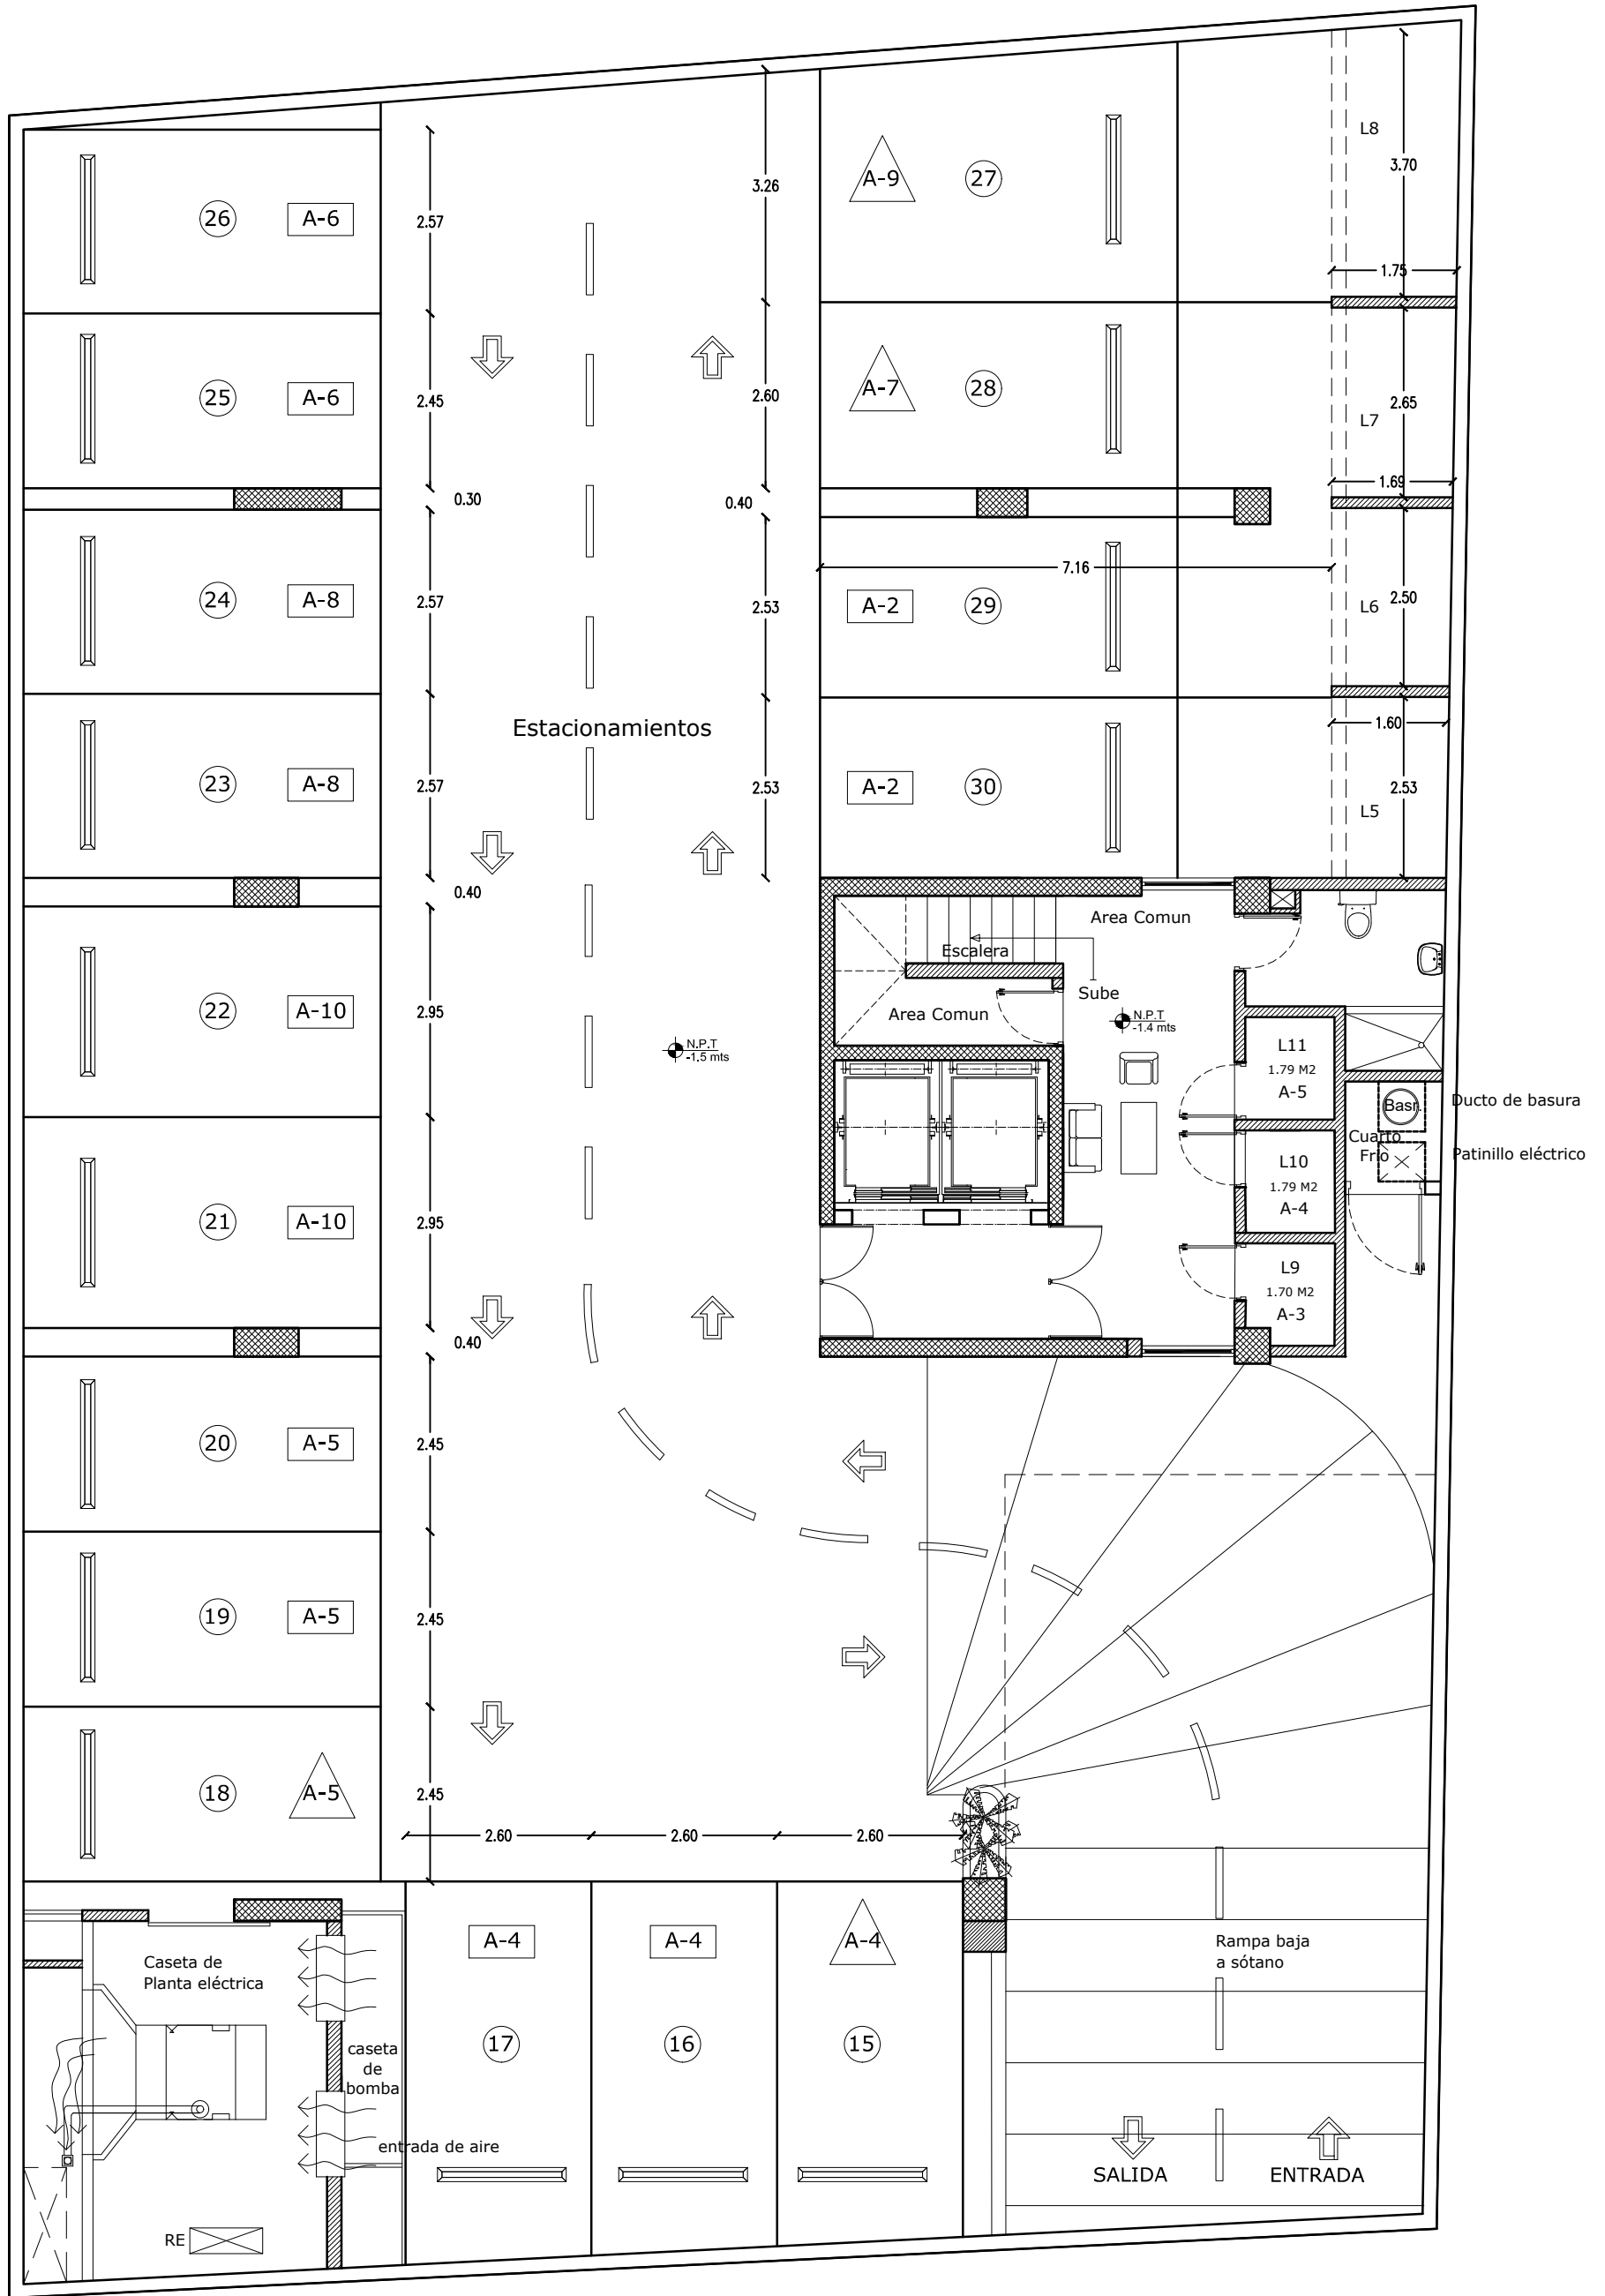 L8
3.70
A-9
27
3.26
26
A-6
2.57
1.75
A-7
28
2.60
25
A-6
2.45
2.65
L7
1.69
0.30
0.40
7.16
24
A-8
2.57
2.53
A-2
29
L6
2.50
Estacionamientos
1.60
23
A-8
2.57
2.53
A-2
30
2.53
L5
0.40
Area Comun
Escalera
Sube
Area Comun
22
A-10
2.95
N.P.T
-1.5 mts
N.P.T
-1.4 mts
L11
1.79 M2
A-5
Basr.
Ducto de basura
Cuarto
Frio
Patinillo eléctrico
L10
1.79 M2
A-4
21
A-10
2.95
L9
1.70 M2
A-3
0.40
20
A-5
2.45
19
A-5
2.45
18
A-5
2.45
2.60
2.60
2.60
A-4
A-4
A-4
Rampa baja
a sótano
Caseta de
Planta eléctrica
17
16
15
caseta
de
bomba
entrada de aire
SALIDA
ENTRADA
RE